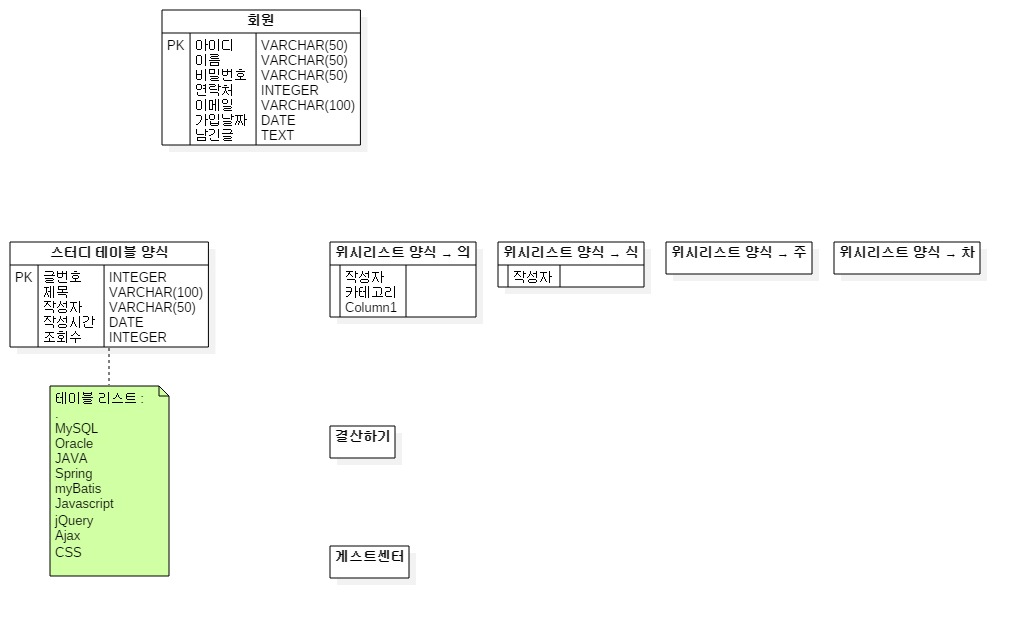 회원
PK 아이디 VARCHAR(50)
이름 VARCHAR(50)
비밀번호 VARCHAR(50)
연락처 INTEGER
이메일 VARCHAR(100)
가입날짜 DATE
남긴글 TEXT
스터디 테이블 양식
PK 글번호 INTEGER
제목 VARCHAR(100)
작성자 VARCHAR(50)
작성시간 DATE
조회수 INTEGER
테이블 리스트 :
.
MySQL
Oracle
JAVA
Spring
myBatis
Javascript
jQuery
Ajax
CSS
위시리스트 양식 → 의
작성자
카테고리
Column1
위시리스트 양식 → 식
작성자
위시리스트 양식 → 주
위시리스트 양식 → 차
결산하기
게스트센터